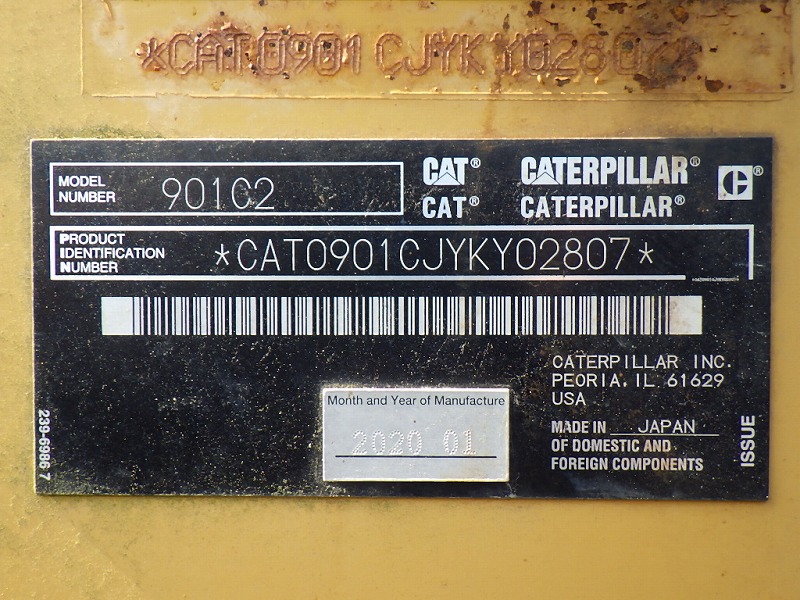 *CAT0901CJYKY02807*
MODEL NUMBER 901C2
CAT® CATERPILLAR®
CAT® CATERPILLAR®
PRODUCT IDENTIFICATION NUMBER *CAT0901CJYKY02807*
CATERPILLAR INC.
PEORIA, IL 61629
USA
Month and Year of Manufacture
2020 01
MADE IN JAPAN
OF DOMESTIC AND
FOREIGN COMPONENTS
239-6986 7
ISSUE